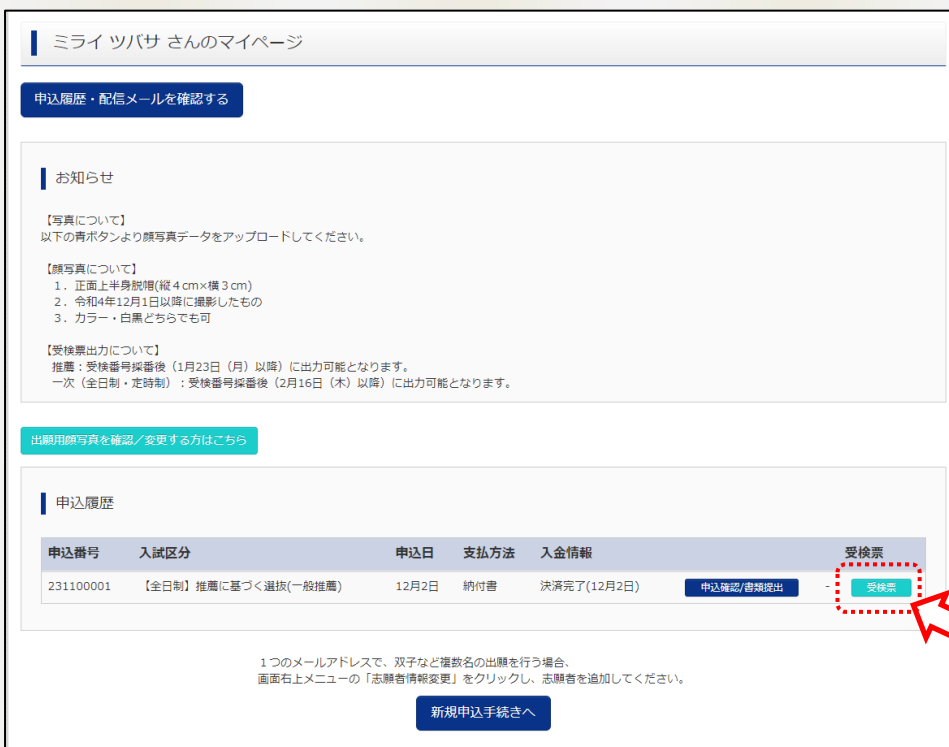 ミライ ツバサ さんのマイページ
申込履歴・配信メールを確認する
お知らせ
【写真について】
以下の青ボタンより顔写真データをアップロードしてください。
【顔写真について】
1．正面上半身脱帽(縦４cm×横３cm)
2．令和4年12月1日以降に撮影したもの
3．カラー・白黒どちらでも可
【受検票出力について】
推薦：受検番号採番後（1月23日（月）以降）に出力可能となります。
一次（全日制・定時制）：受検番号採番後（2月16日（木）以降）に出力可能となります。
出願用顔写真を確認／変更する方はこちら
申込履歴
申込番号 入試区分 申込日 支払方法 入金情報 受検票
231100001 【全日制】推薦に基づく選抜(一般推薦) 12月2日 納付書 決済完了(12月2日) 申込確認/書類提出 - 受検票
１つのメールアドレスで、双子など複数名の出願を行う場合、
画面右上メニューの「志願者情報変更」をクリックし、志願者を追加してください。
新規申込手続きへ